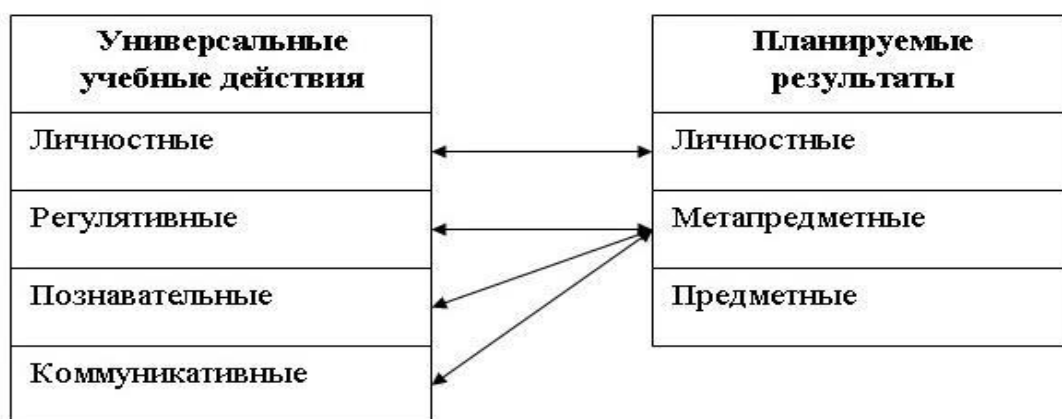 Универсальные
учебные действия
Личностные
Регулятивные
Познавательные
Коммуникативные
Планируемые
результаты
Личностные
Метапредметные
Предметные